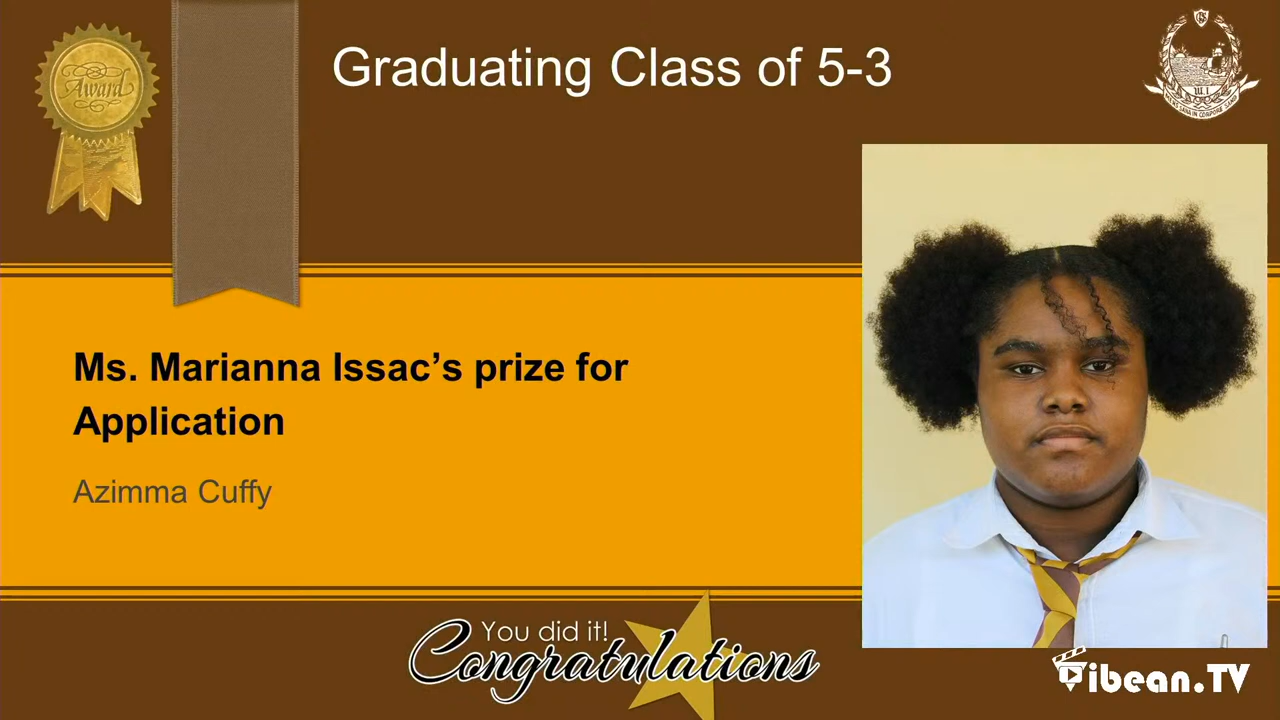 Graduating Class of 5-3
Award
W.I.
Ms. Marianna Issac’s prize for
Application
Azimma Cuffy
You did it!
Congratulations
Vibean.TV